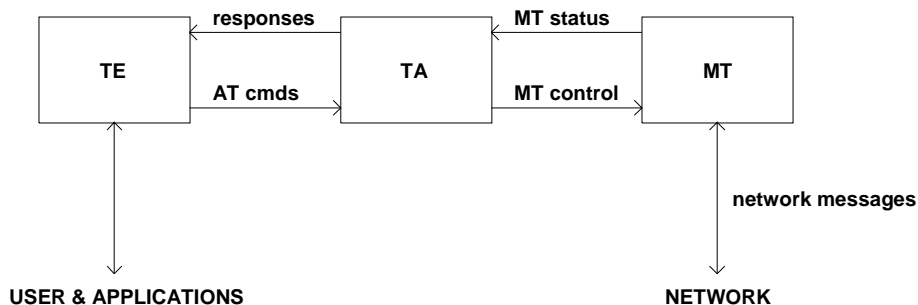 responses
MT status
TE
TA
MT
AT cmds
MT control
network messages
USER & APPLICATIONS
NETWORK